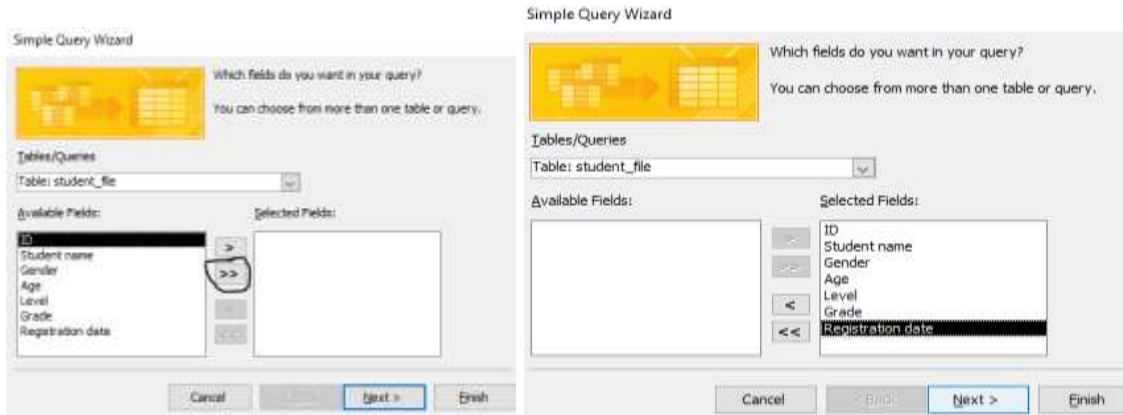 Simple Query Wizard
Which fields do you want in your query?
You can choose from more than one table or query.
Tables/Queries
Table: student_file
Available Fields:
Selected Fields:
ID
Student name
Gender
Age
Level
Grade
Registration date
>
>>
<
<<
Cancel
< Back
Next >
Finish
Simple Query Wizard
Which fields do you want in your query?
You can choose from more than one table or query.
Tables/Queries
Table: student_file
Available Fields:
Selected Fields:
>
>>
<
<<
ID
Student name
Gender
Age
Level
Grade
Registration date
Cancel
< Back
Next >
Finish